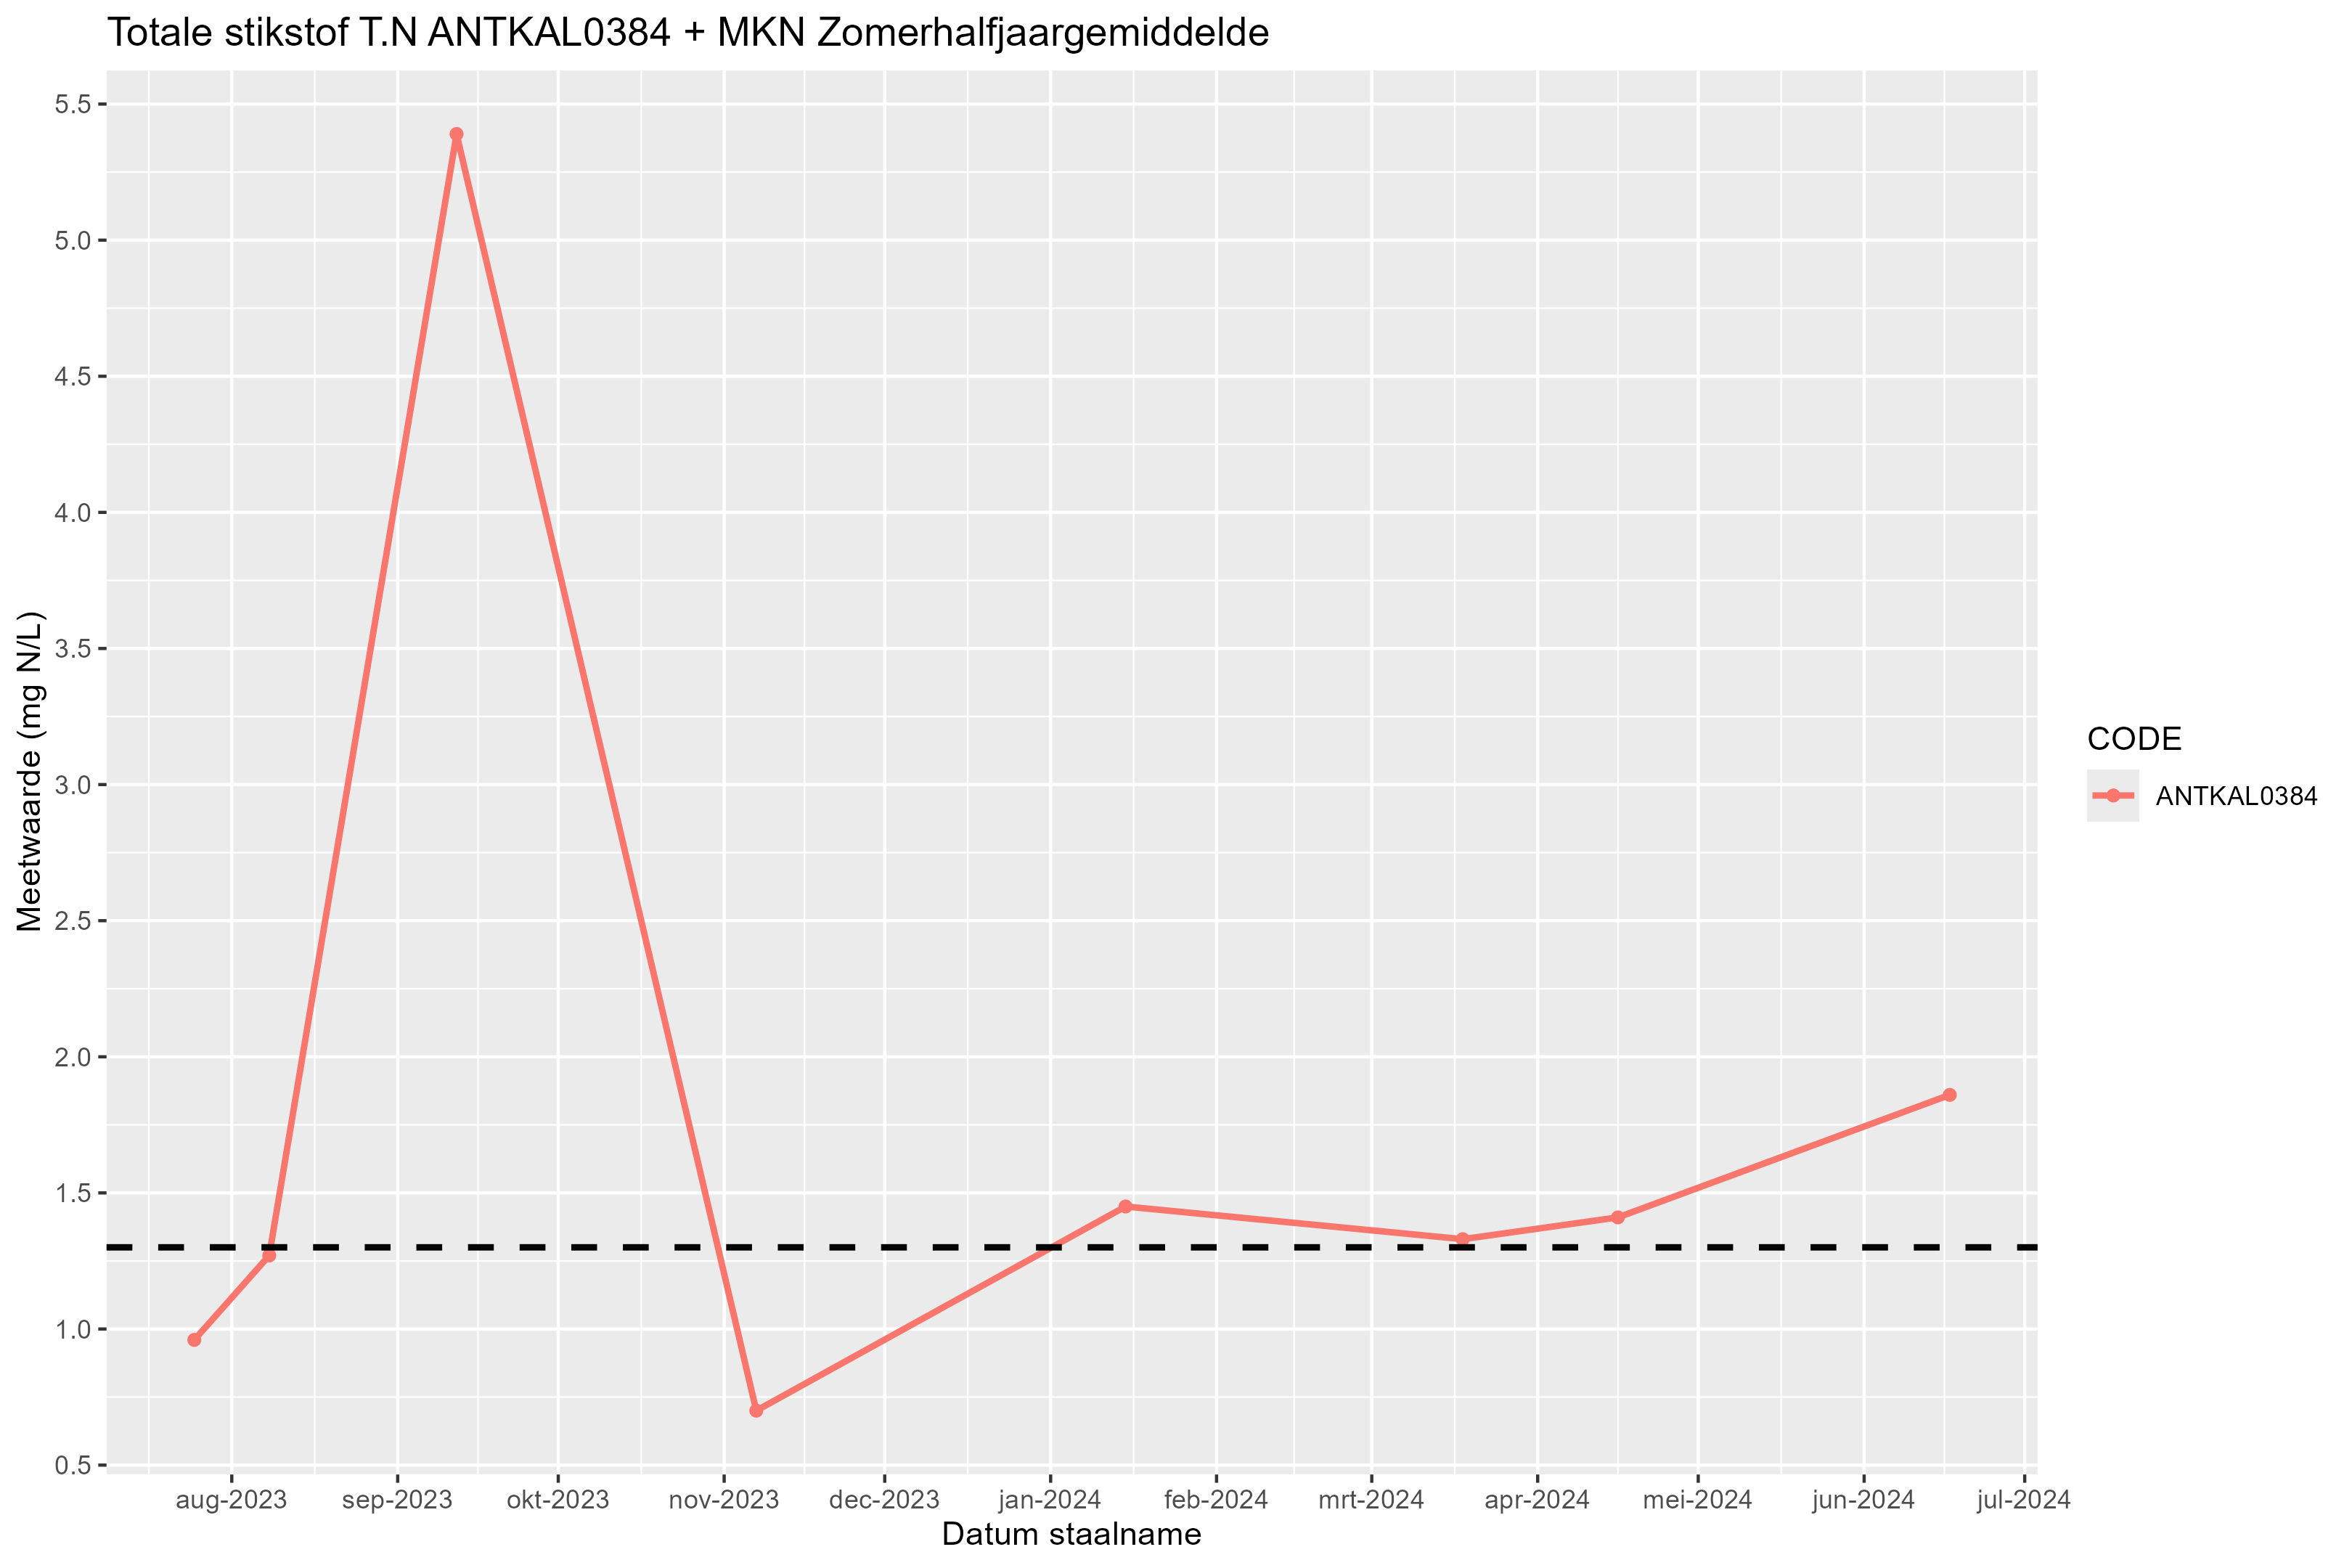 Totale stikstof T.N ANTKAL0384 + MKN Zomerhalfjaargemiddelde
5.5
5.0
4.5
4.0
3.5
3.0
2.5
2.0
1.5
1.0
0.5
Meetwaarde (mg N/L)
aug-2023 sep-2023 okt-2023 nov-2023 dec-2023 jan-2024 feb-2024 mrt-2024 apr-2024 mei-2024 jun-2024 jul-2024
Datum staalname
CODE
ANTKAL0384